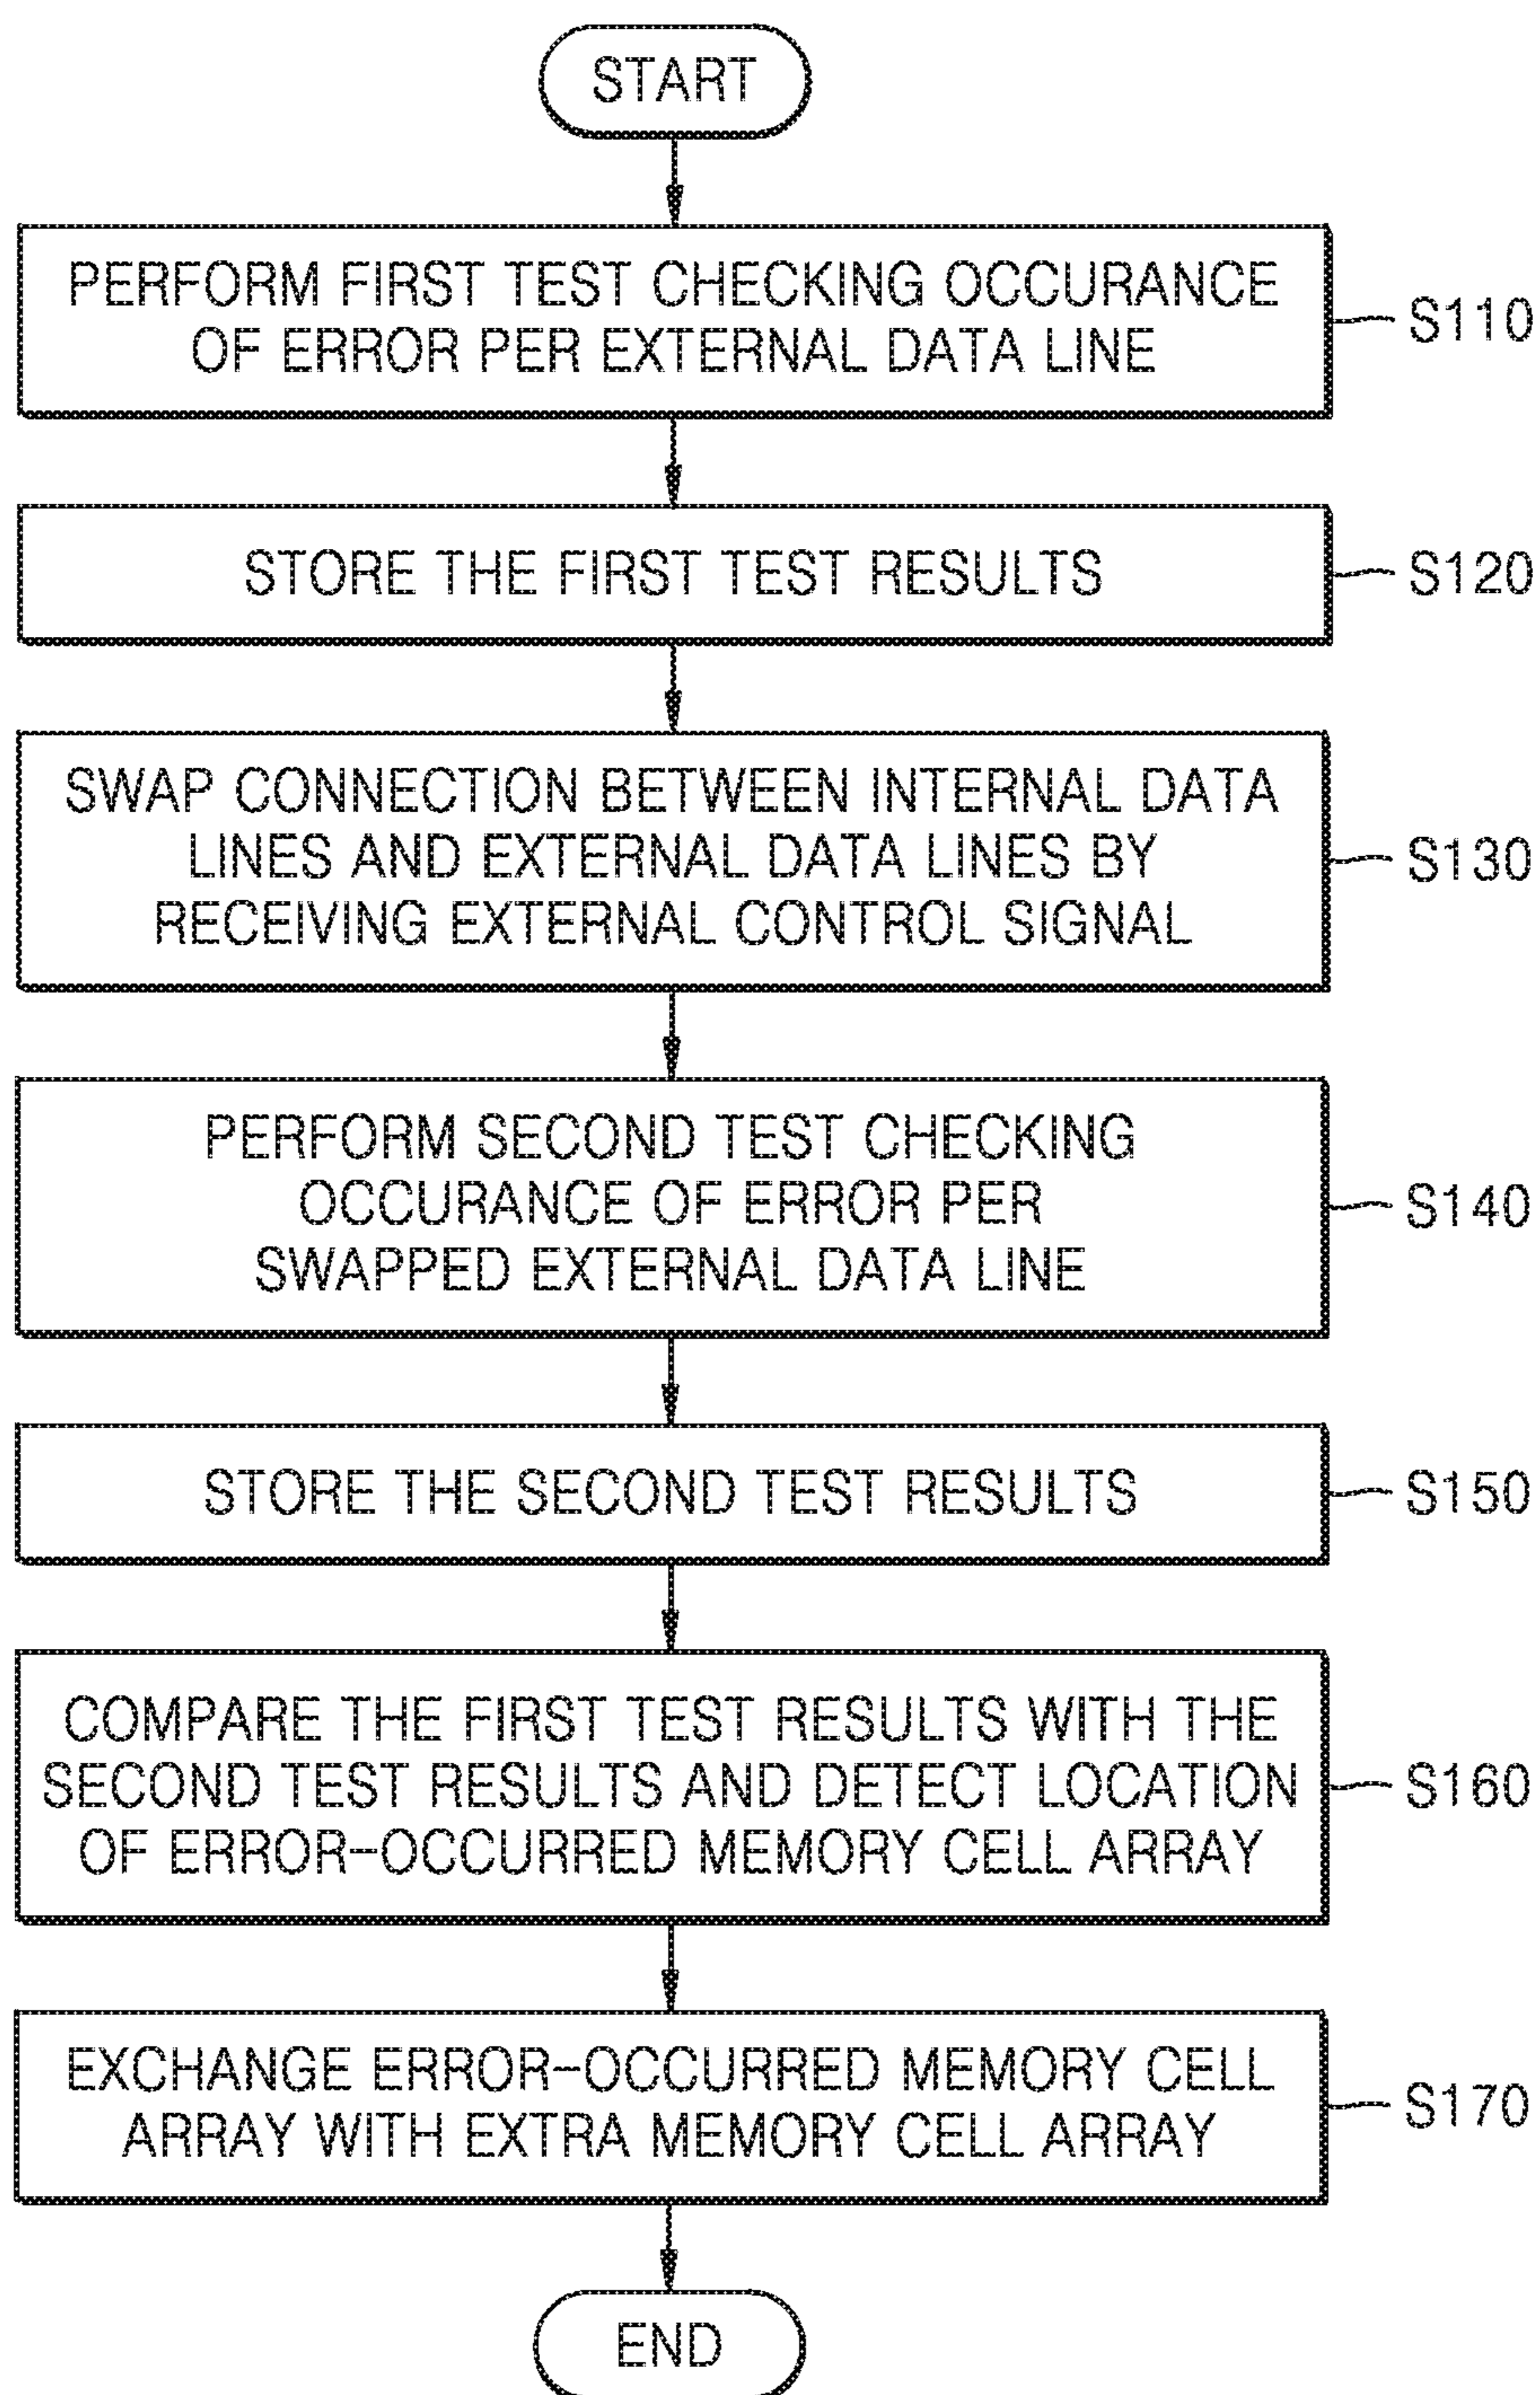 START
PERFORM FIRST TEST CHECKING OCCURANCE
OF ERROR PER EXTERNAL DATA LINE
S110
STORE THE FIRST TEST RESULTS
S120
SWAP CONNECTION BETWEEN INTERNAL DATA
LINES AND EXTERNAL DATA LINES BY
RECEIVING EXTERNAL CONTROL SIGNAL
S130
PERFORM SECOND TEST CHECKING
OCCURANCE OF ERROR PER
SWAPPED EXTERNAL DATA LINE
S140
STORE THE SECOND TEST RESULTS
S150
COMPARE THE FIRST TEST RESULTS WITH THE
SECOND TEST RESULTS AND DETECT LOCATION
OF ERROR-OCCURRED MEMORY CELL ARRAY
S160
EXCHANGE ERROR-OCCURRED MEMORY CELL
ARRAY WITH EXTRA MEMORY CELL ARRAY
S170
END